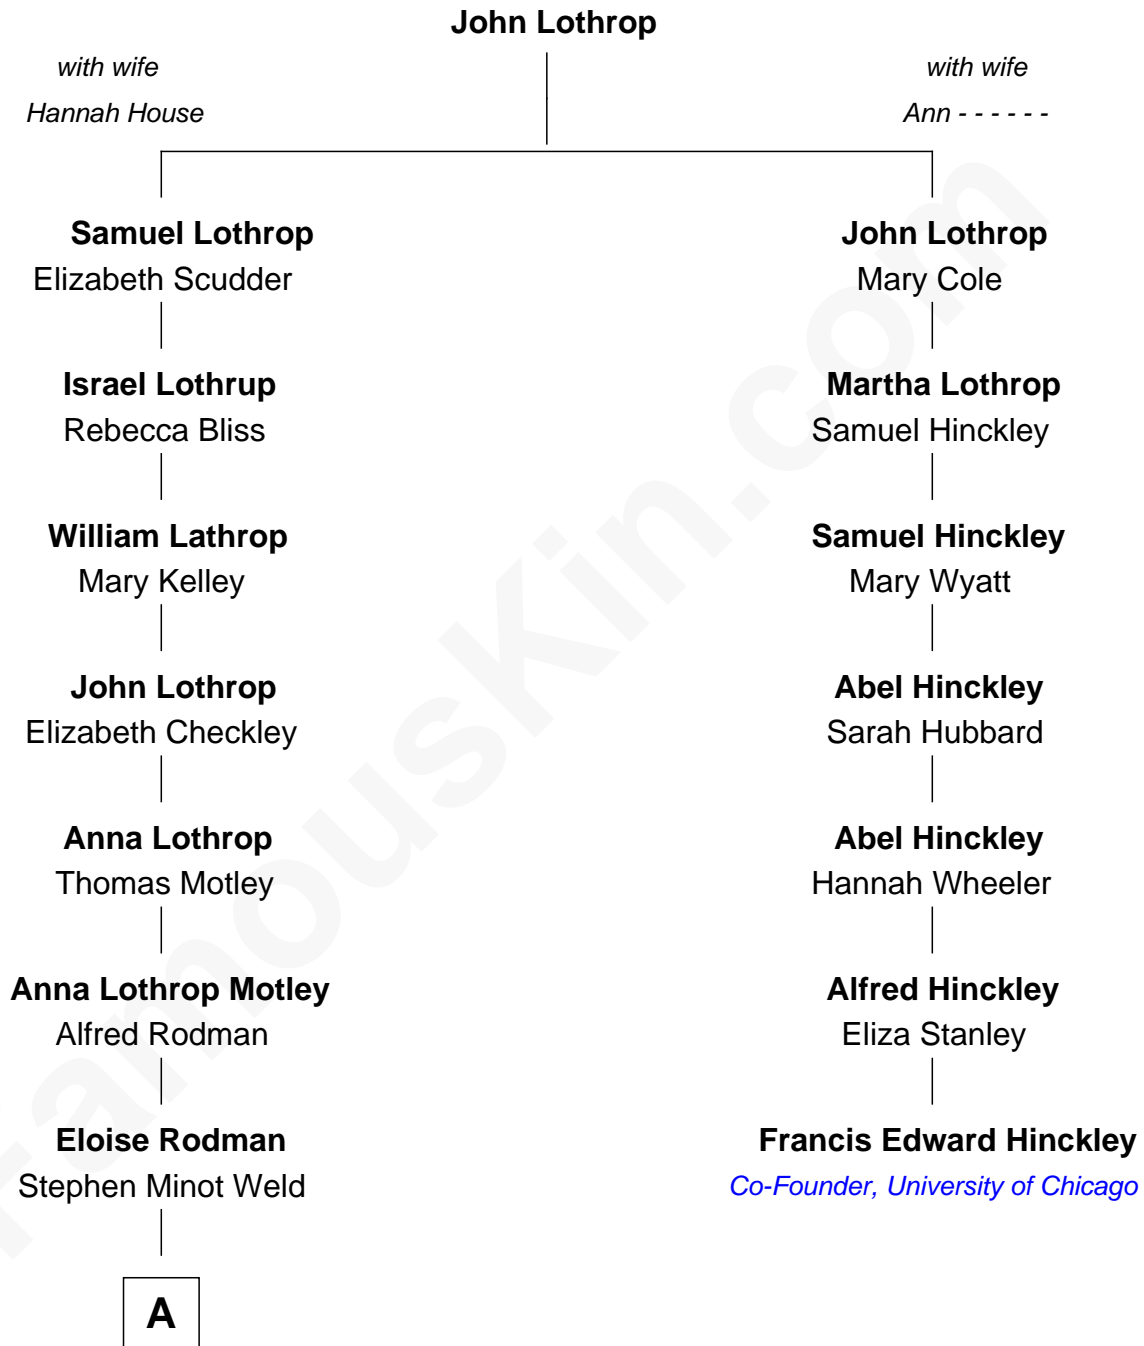 John Lothrop
with wife
Hannah House
with wife
Ann - - - - - -
Samuel Lothrop
Elizabeth Scudder
John Lothrop
Mary Cole
Israel Lothrup
Rebecca Bliss
Martha Lothrop
Samuel Hinckley
William Lathrop
Mary Kelley
Samuel Hinckley
Mary Wyatt
John Lothrop
Elizabeth Checkley
Abel Hinckley
Sarah Hubbard
Anna Lothrop
Thomas Motley
Abel Hinckley
Hannah Wheeler
Anna Lothrop Motley
Alfred Rodman
Alfred Hinckley
Eliza Stanley
Eloise Rodman
Stephen Minot Weld
Francis Edward Hinckley
Co-Founder, University of Chicago
A
FamousKin.com